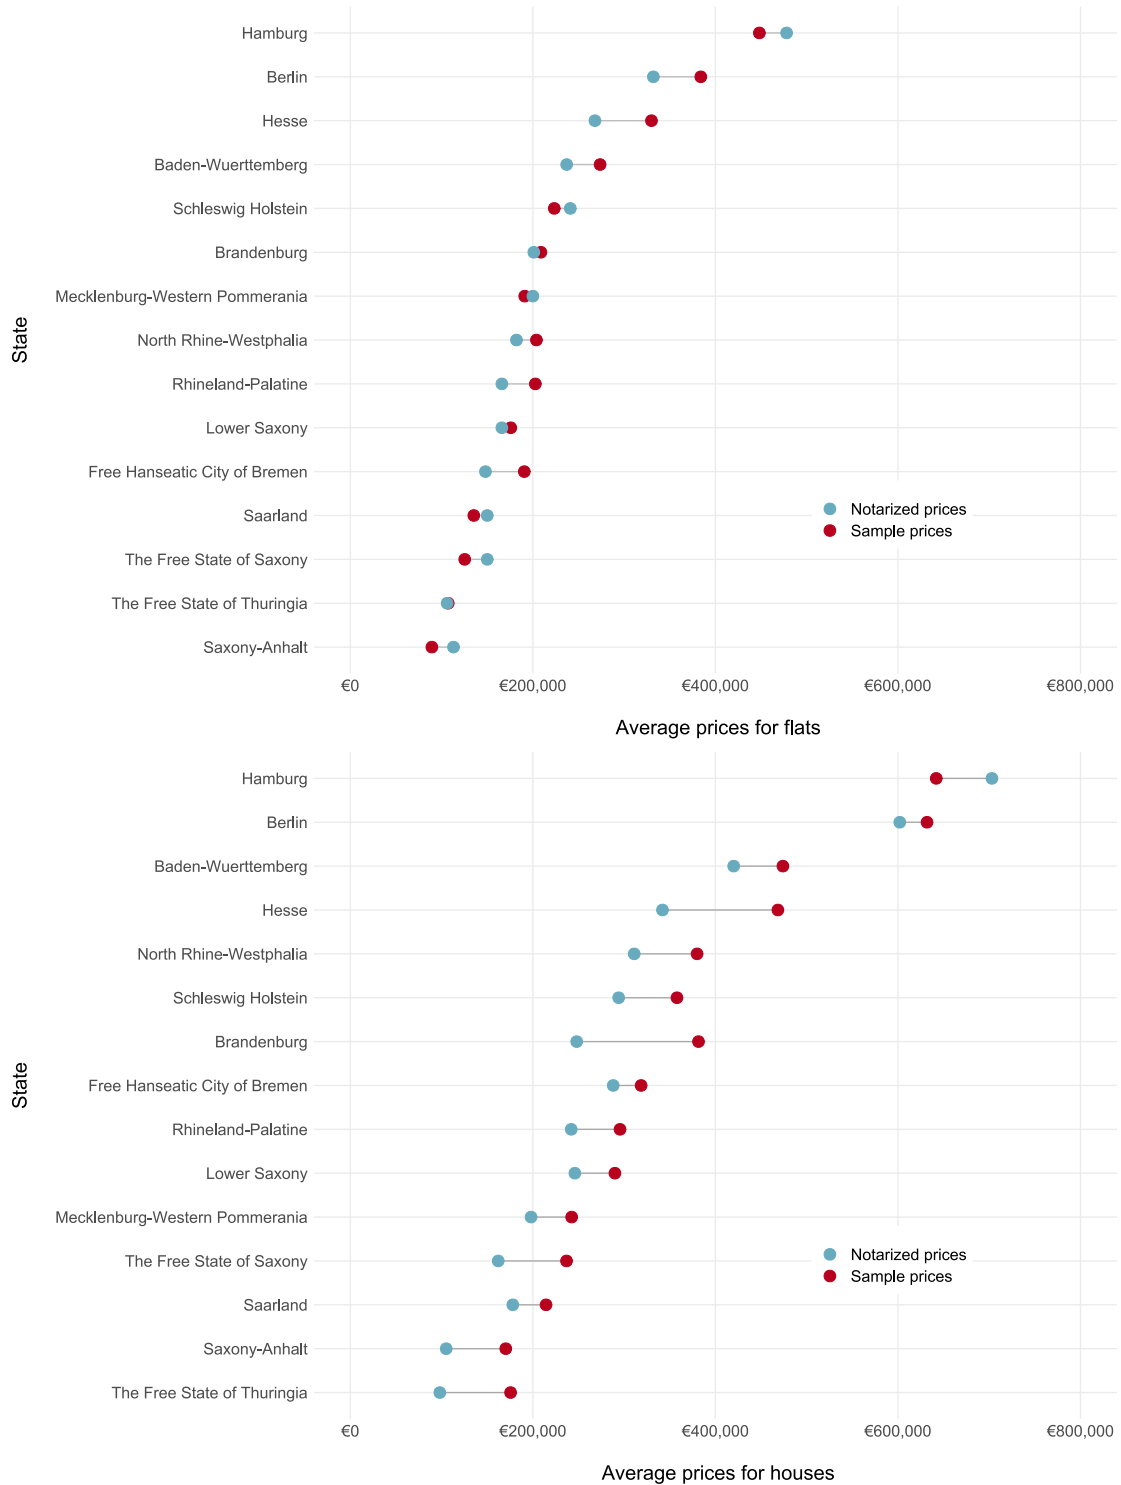 Hamburg
Berlin
Hesse
Baden-Wuerttemberg
Schleswig Holstein
Brandenburg
Mecklenburg-Western Pommerania
North Rhine-Westphalia
Rhineland-Palatine
Lower Saxony
Free Hanseatic City of Bremen
Saarland
The Free State of Saxony
The Free State of Thuringia
Saxony-Anhalt
State
Notarized prices
Sample prices
€0 €200,000 €400,000 €600,000 €800,000
Average prices for flats
Hamburg
Berlin
Baden-Wuerttemberg
Hesse
North Rhine-Westphalia
Schleswig Holstein
Brandenburg
Free Hanseatic City of Bremen
Rhineland-Palatine
Lower Saxony
Mecklenburg-Western Pommerania
The Free State of Saxony
Saarland
Saxony-Anhalt
The Free State of Thuringia
State
Notarized prices
Sample prices
€0 €200,000 €400,000 €600,000 €800,000
Average prices for houses